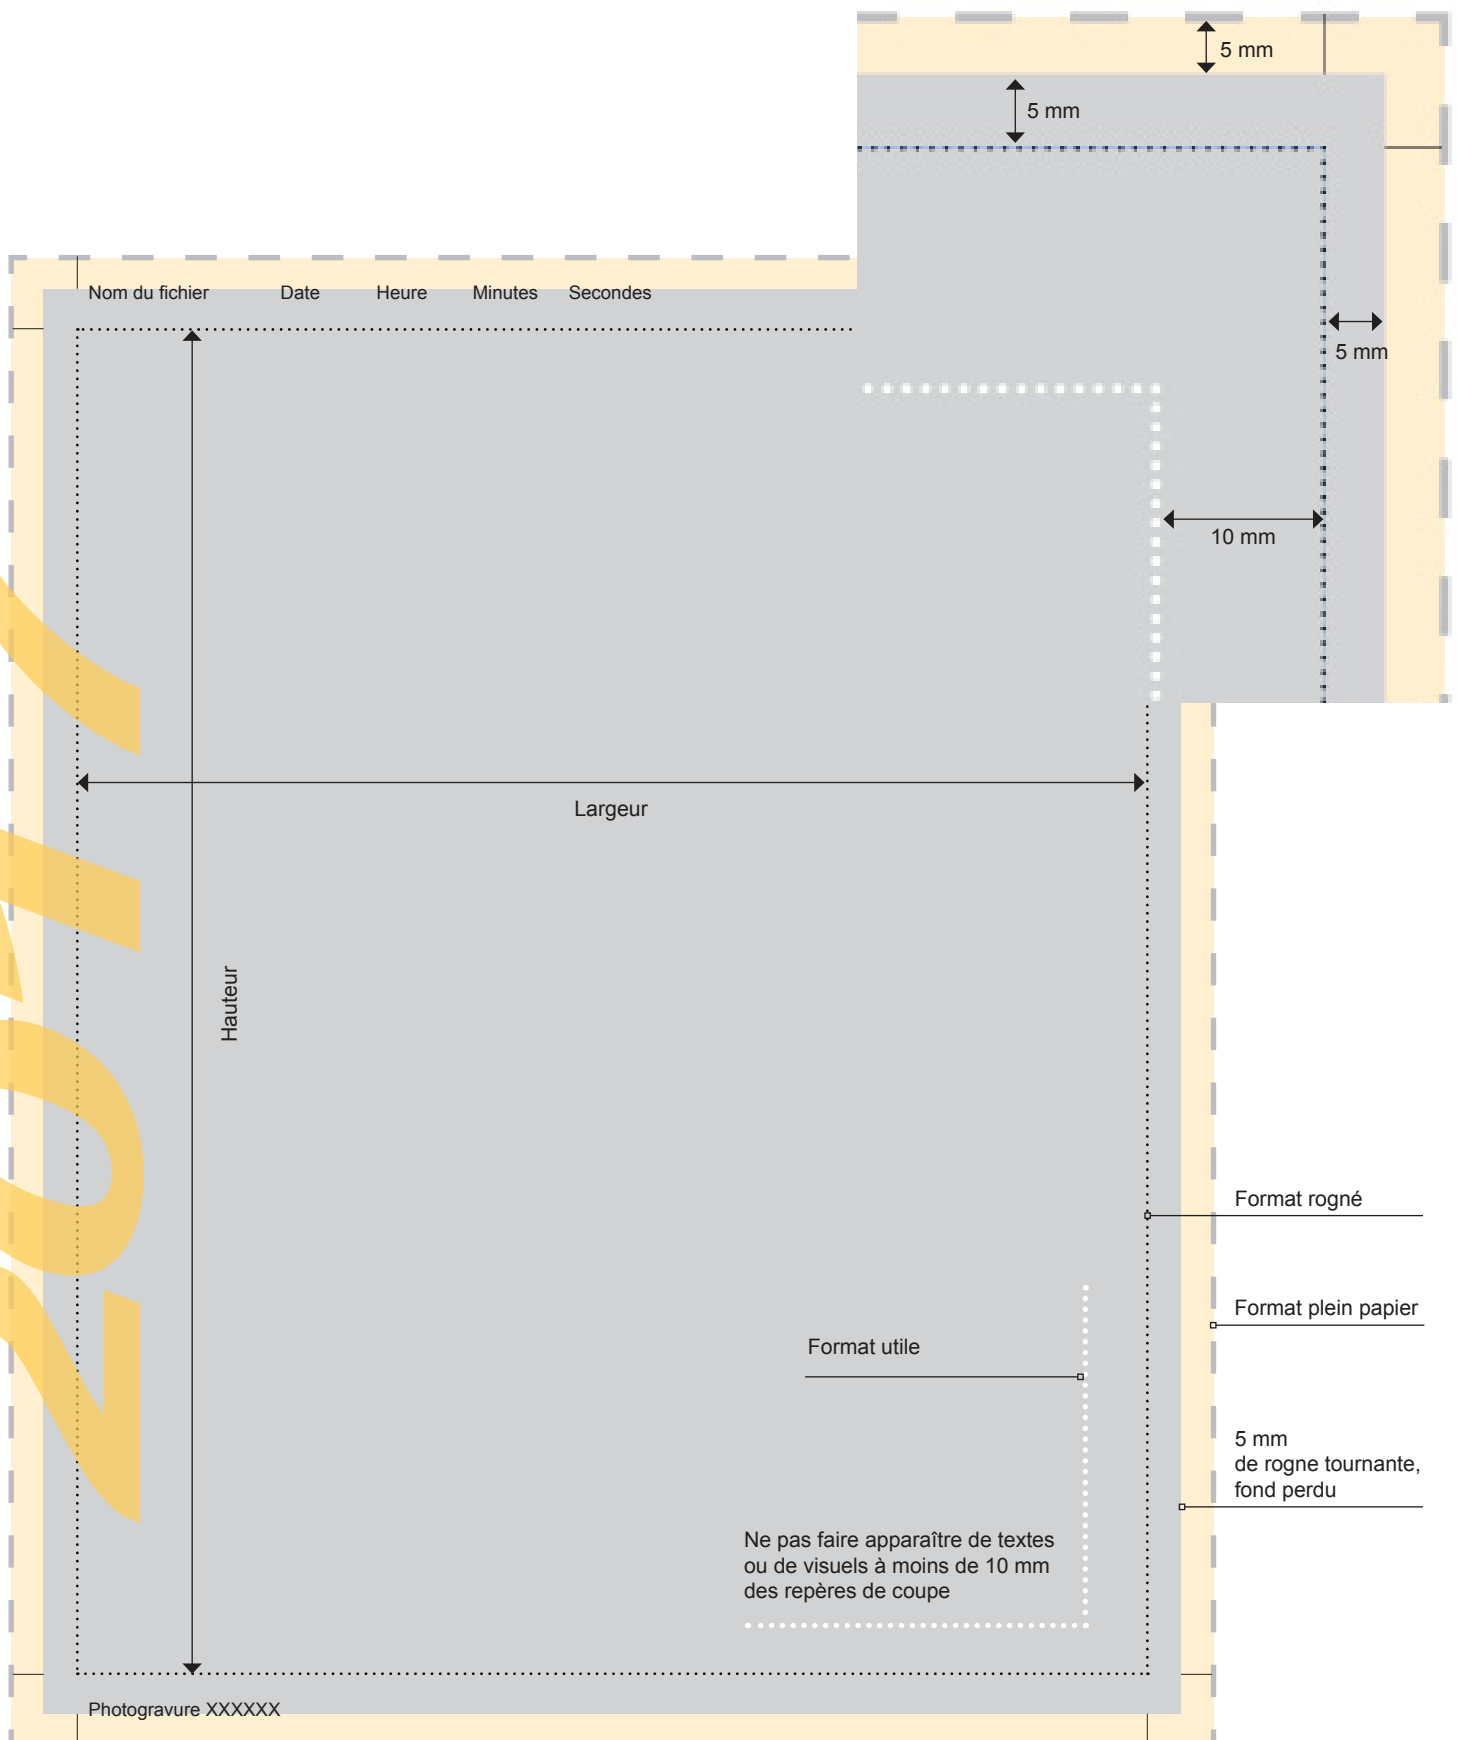 5 mm
5 mm
Nom du fichier Date Heure Minutes Secondes
5 mm
10 mm
Largeur
Hauteur
Format rogné
Format plein papier
Format utile
5 mm
de rogne tournante,
fond perdu
Ne pas faire apparaître de textes
ou de visuels à moins de 10 mm
des repères de coupe
Photogravure XXXXXX